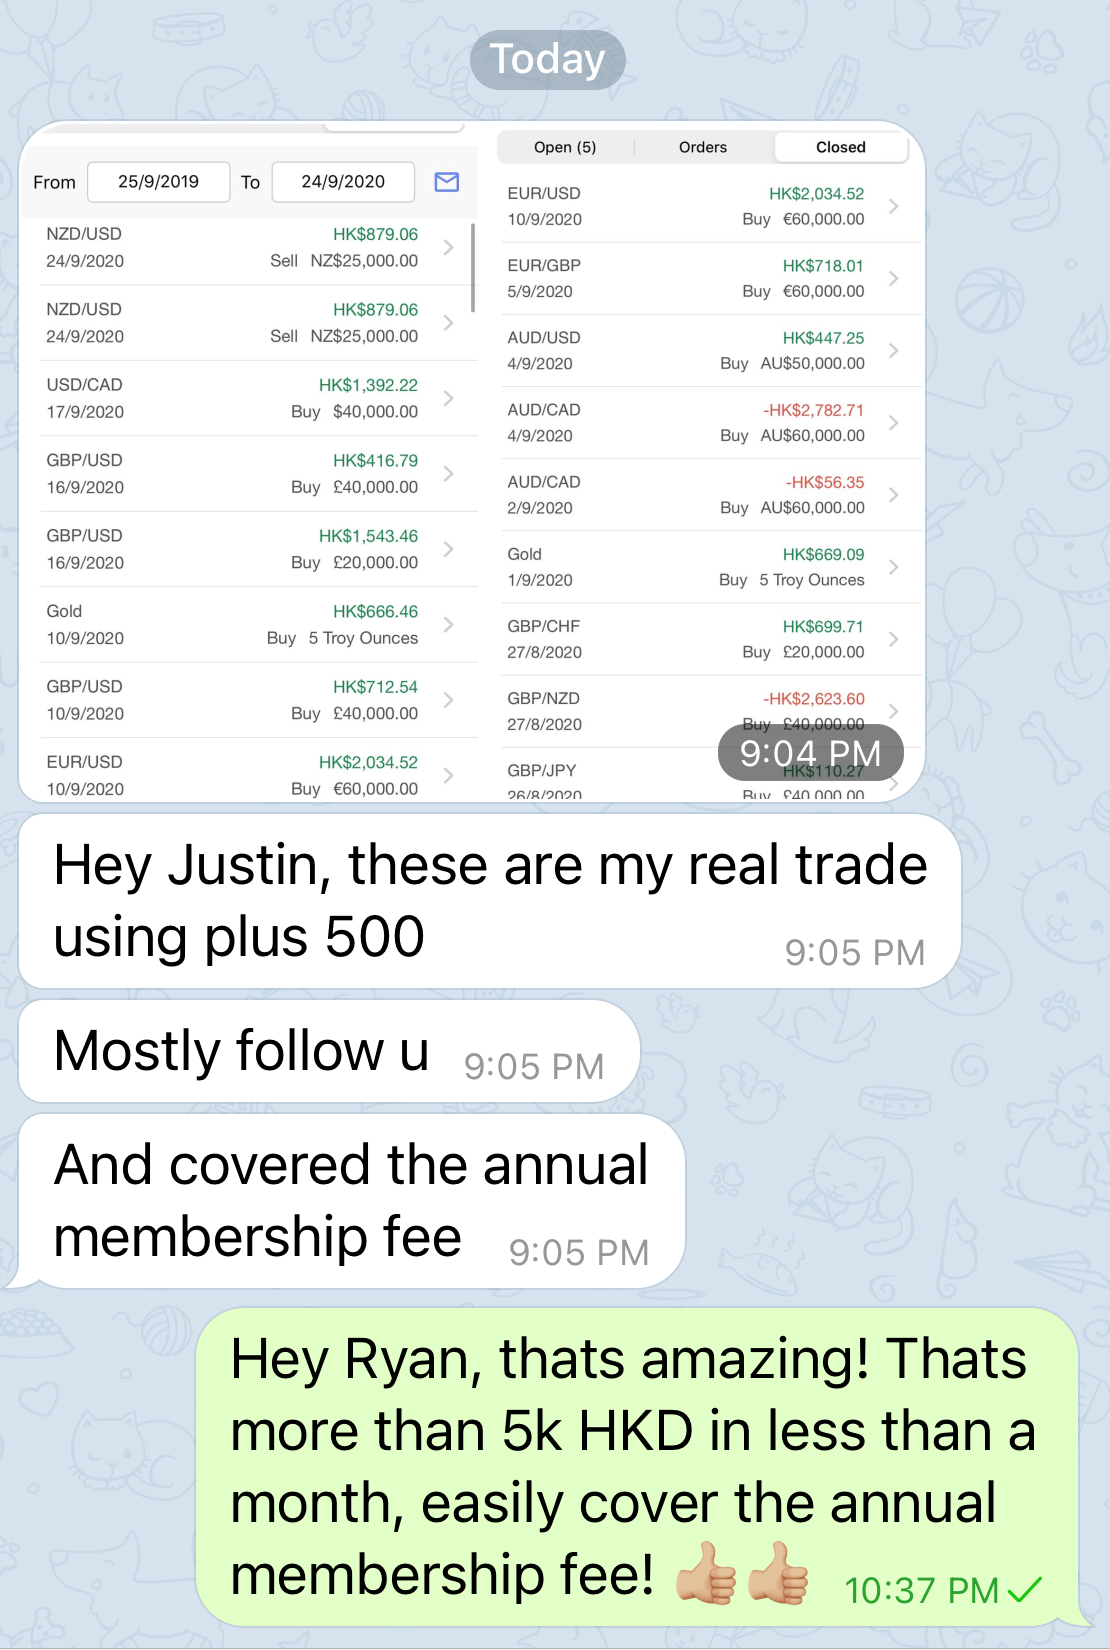 Today
From 25/9/2019 To 24/9/2020
NZD/USD HK$879.06
24/9/2020 Sell NZ$25,000.00
NZD/USD HK$879.06
24/9/2020 Sell NZ$25,000.00
USD/CAD HK$1,392.22
17/9/2020 Buy $40,000.00
GBP/USD HK$416.79
16/9/2020 Buy £40,000.00
GBP/USD HK$1,543.46
16/9/2020 Buy £20,000.00
Gold HK$666.46
10/9/2020 Buy 5 Troy Ounces
GBP/USD HK$712.54
10/9/2020 Buy £40,000.00
EUR/USD HK$2,034.52
10/9/2020 Buy €60,000.00
Open (5) Orders Closed
EUR/USD HK$2,034.52
10/9/2020 Buy €60,000.00
EUR/GBP HK$718.01
5/9/2020 Buy €60,000.00
AUD/USD HK$447.25
4/9/2020 Buy AU$50,000.00
AUD/CAD -HK$2,782.71
4/9/2020 Buy AU$60,000.00
AUD/CAD -HK$56.35
2/9/2020 Buy AU$60,000.00
Gold HK$669.09
1/9/2020 Buy 5 Troy Ounces
GBP/CHF HK$699.71
27/8/2020 Buy £20,000.00
GBP/NZD -HK$2,623.60
27/8/2020 Buy £40,000.00
GBP/JPY HK$110.27
26/8/2020 Buy £40,000.00
9:04 PM
Hey Justin, these are my real trade
using plus 500 9:05 PM
Mostly follow u 9:05 PM
And covered the annual
membership fee 9:05 PM
Hey Ryan, thats amazing! Thats
more than 5k HKD in less than a
month, easily cover the annual
membership fee! 👍🏼👍🏼 10:37 PM